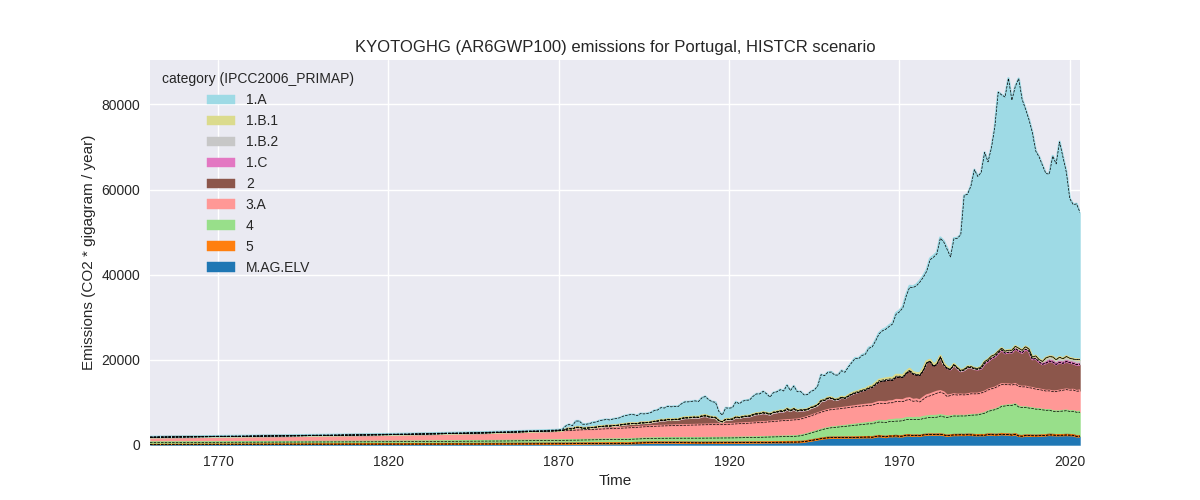 KYOTOGHG (AR6GWP100) emissions for Portugal, HISTCR scenario
category (IPCC2006_PRIMAP)
1.A
1.B.1
1.B.2
1.C
2
3.A
4
5
M.AG.ELV
Emissions (CO2 * gigagram / year)
80000
60000
40000
20000
0
1770
1820
1870
1920
1970
2020
Time